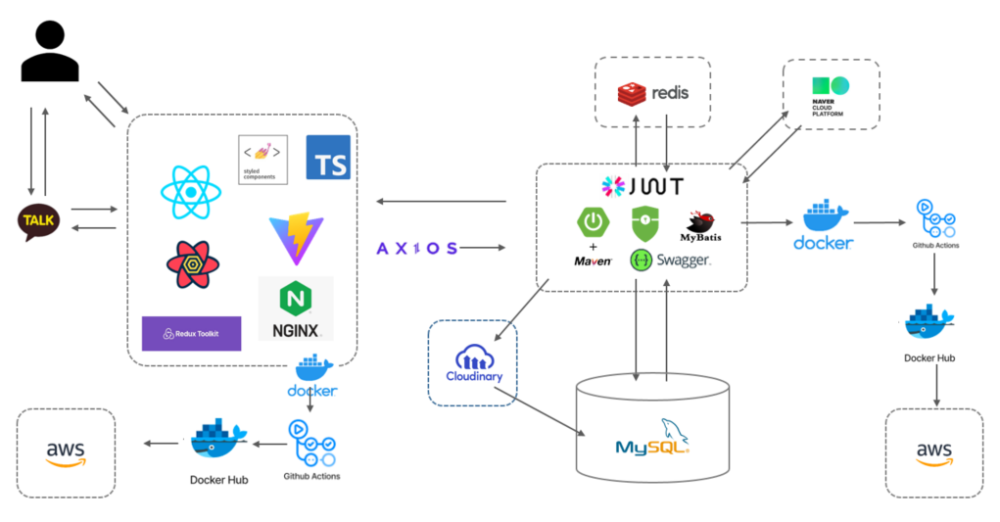 redis
NAVER
CLOUD
PLATFORM
< >
styled
components
TS
JWT
TALK
MyBatis
+
Maven
Swagger
docker
Github Actions
AXIOS
NGINX
Redux Toolkit
Docker Hub
Cloudinary
docker
MySQL
aws
Docker Hub
Github Actions
aws